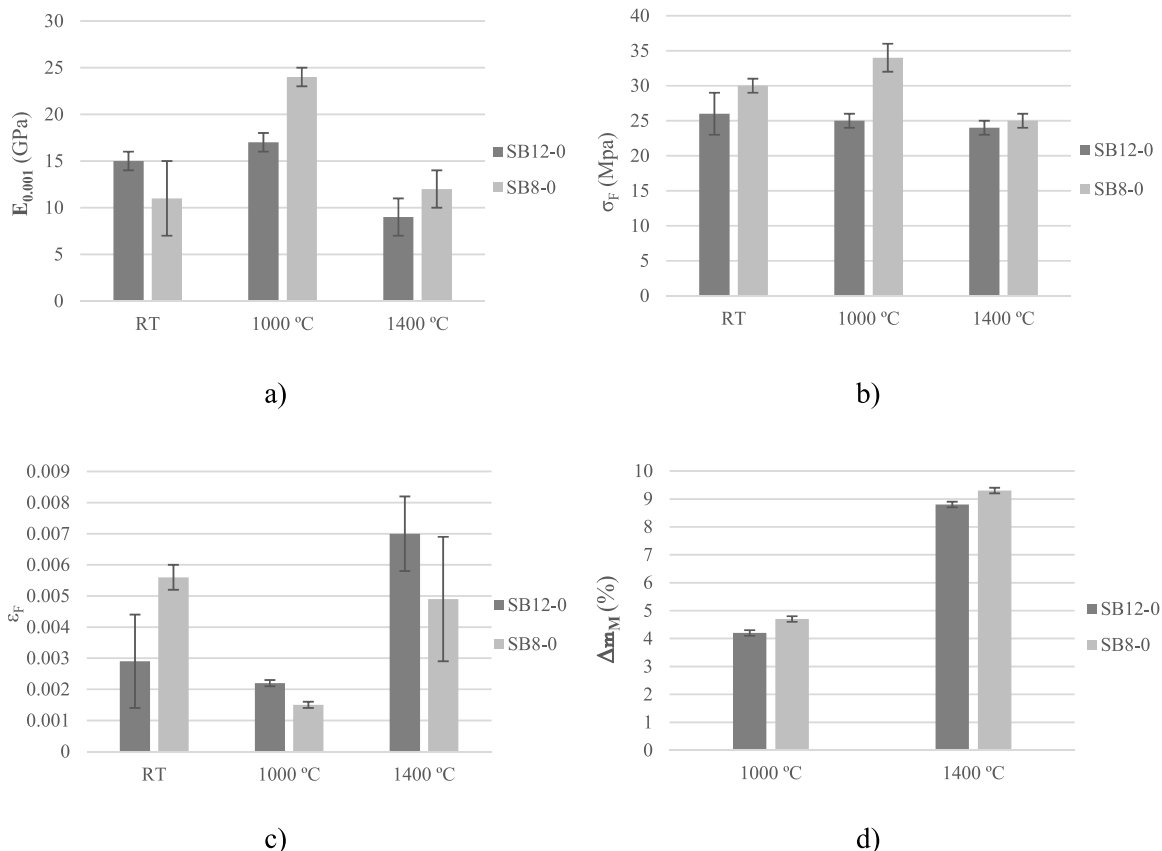 30
25
20
15
10
5
0
E0.001 (GPa)
RT
1000 ºC
1400 ºC
SB12-0
SB8-0
a)
40
35
30
25
20
15
10
5
0
σF (Mpa)
RT
1000 ºC
1400 ºC
SB12-0
SB8-0
b)
0.009
0.008
0.007
0.006
0.005
0.004
0.003
0.002
0.001
0
εF
RT
1000 ºC
1400 ºC
SB12-0
SB8-0
c)
10
9
8
7
6
5
4
3
2
1
0
ΔmM (%)
1000 ºC
1400 ºC
SB12-0
SB8-0
d)